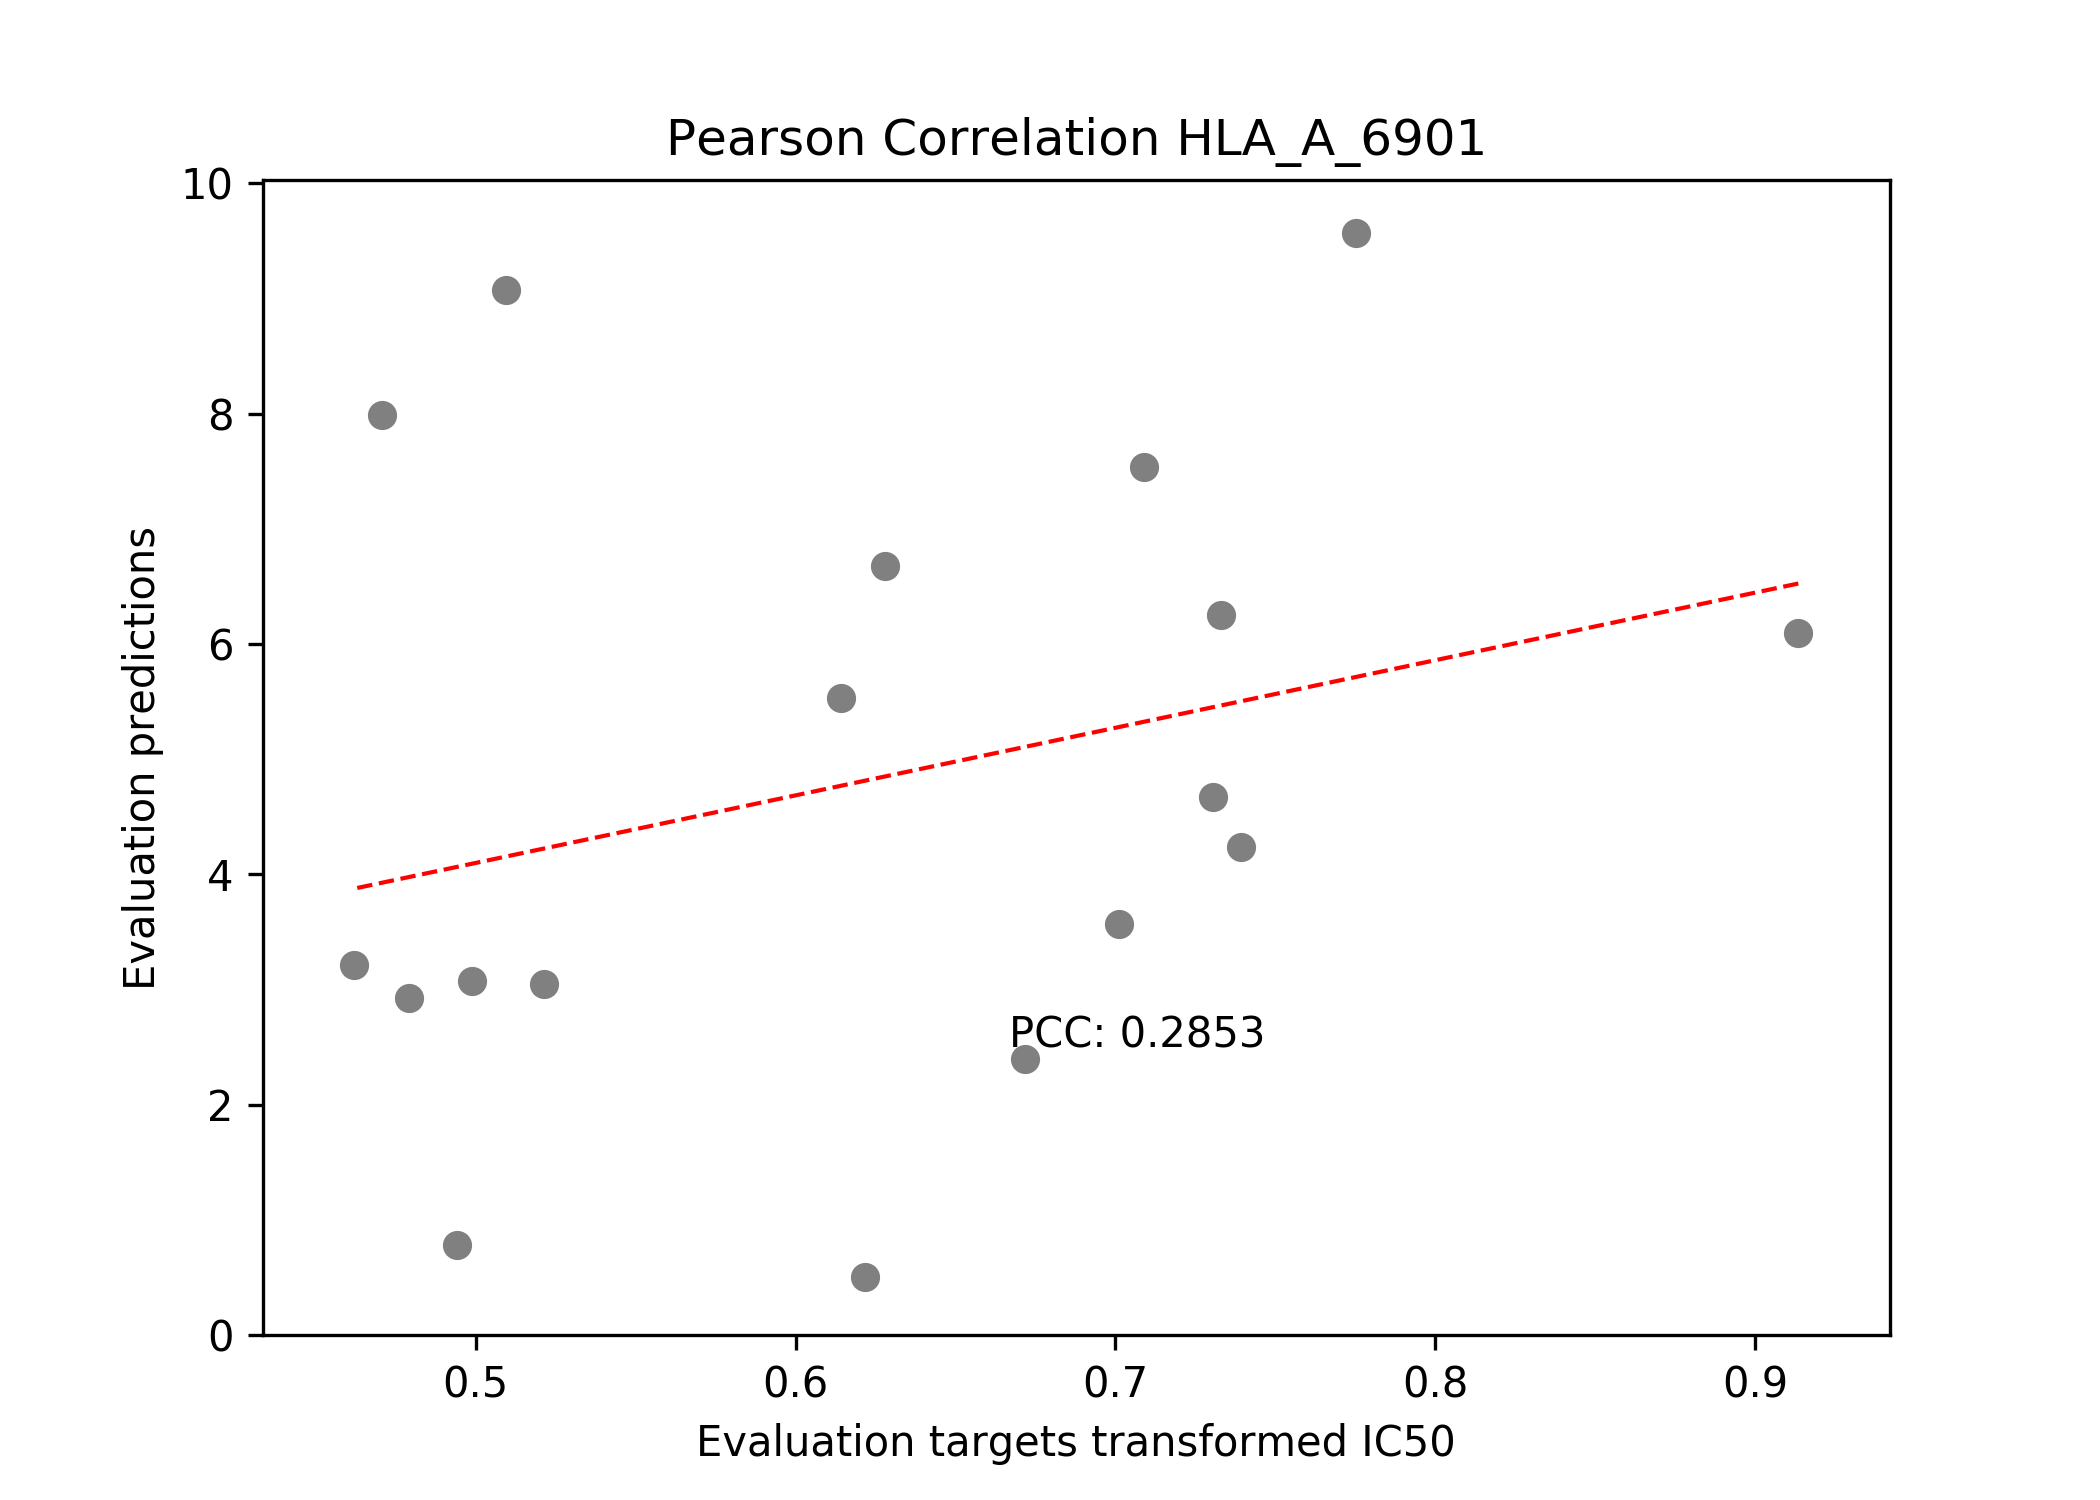 Pearson Correlation HLA_A_6901
10
8
6
4
2
0
Evaluation predictions
PCC: 0.2853
0.5 0.6 0.7 0.8 0.9
Evaluation targets transformed IC50